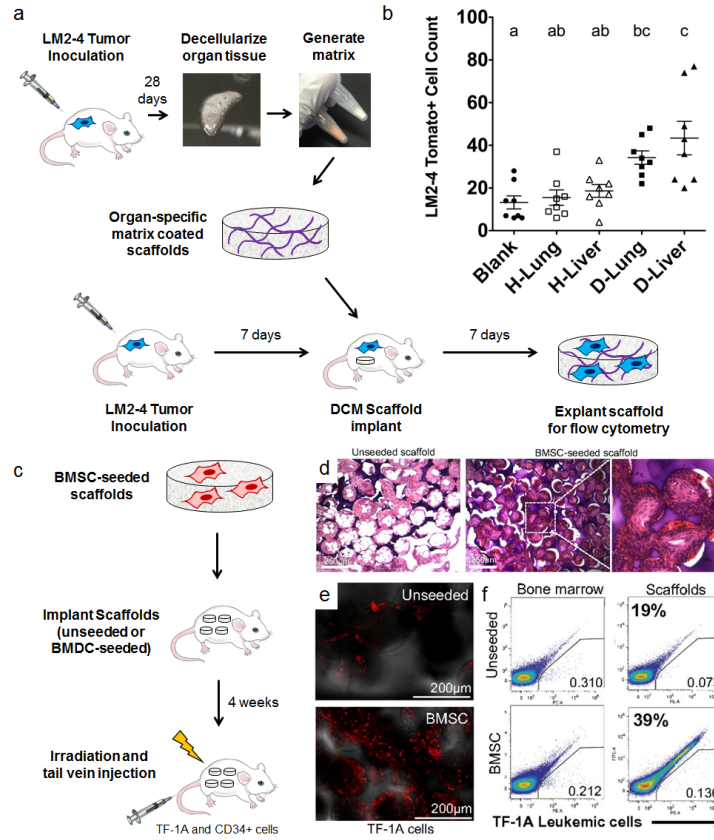 a
LM2-4 Tumor
Inoculation
28
days
Decellularize
organ tissue
Generate
matrix
Organ-specific
matrix coated
scaffolds
7 days
7 days
LM2-4 Tumor
Inoculation
DCM Scaffold
implant
Explant scaffold
for flow cytometry
b
LM2-4 Tomato+ Cell Count
100
80
60
40
20
0
a ab ab bc c
Blank
H-Lung
H-Liver
D-Lung
D-Liver
c
BMSC-seeded
scaffolds
Implant Scaffolds
(unseeded or
BMDC-seeded)
4 weeks
Irradiation and
tail vein injection
TF-1A and CD34+ cells
d
Unseeded scaffold
BMSC-seeded scaffold
e
Unseeded
200µm
BMSC
200µm
TF-1A cells
f
Bone marrow Scaffolds
Unseeded
0.310
19%
BMSC
0.212
39%
0.136
TF-1A Leukemic cells